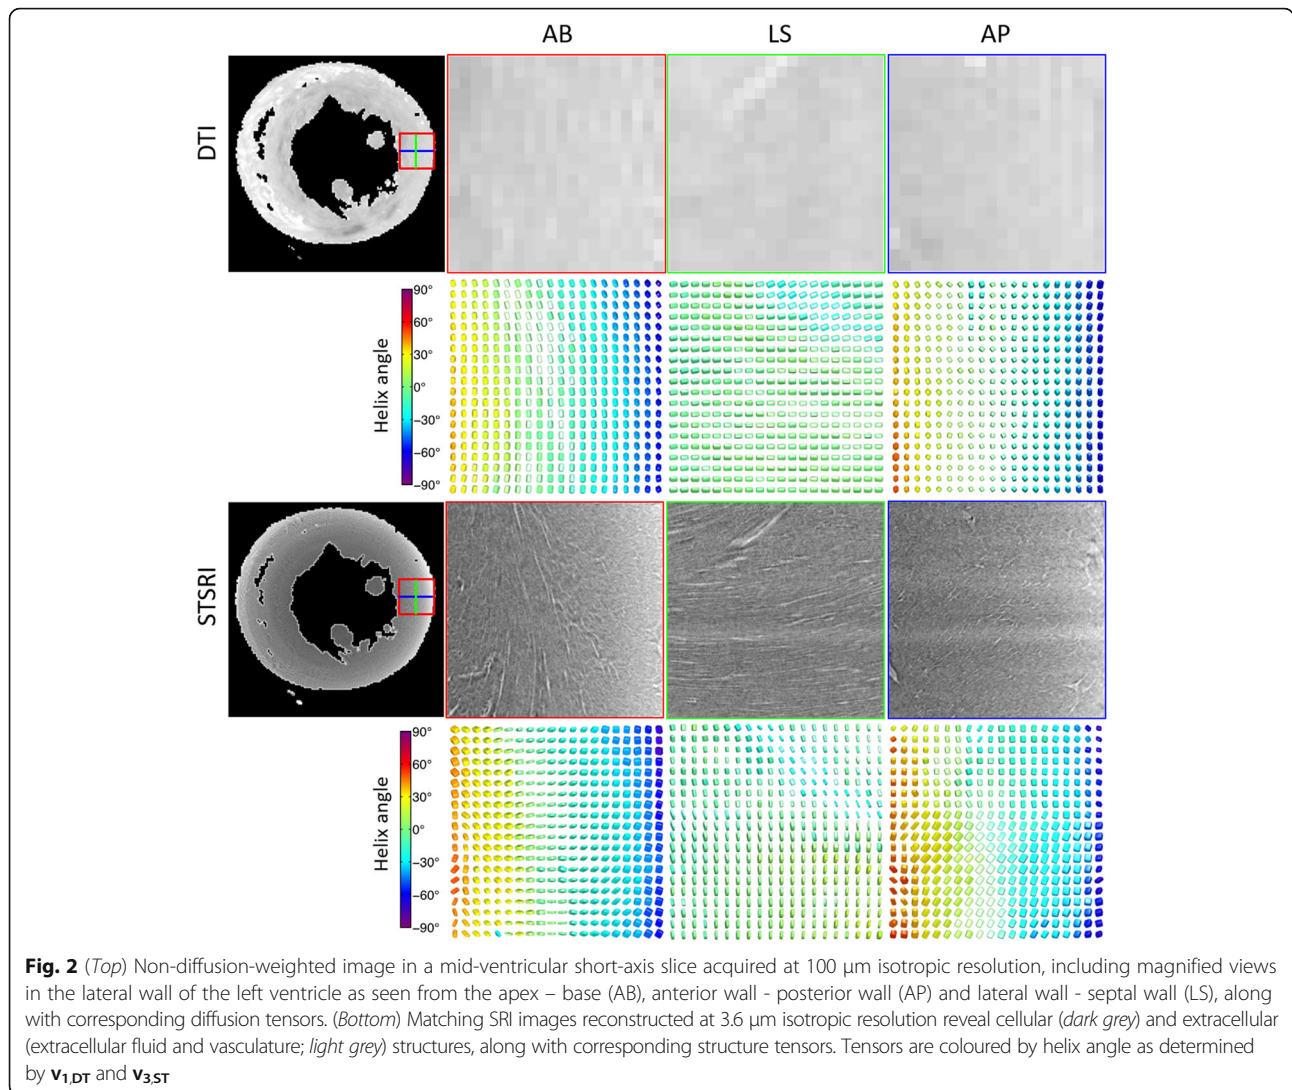 AB LS AP
DTI
Helix angle
90°
60°
30°
0°
−30°
−60°
−90°
STSRI
Helix angle
90°
60°
30°
0°
−30°
−60°
−90°
Fig. 2 (Top) Non-diffusion-weighted image in a mid-ventricular short-axis slice acquired at 100 μm isotropic resolution, including magnified views
in the lateral wall of the left ventricle as seen from the apex – base (AB), anterior wall - posterior wall (AP) and lateral wall - septal wall (LS), along
with corresponding diffusion tensors. (Bottom) Matching SRI images reconstructed at 3.6 μm isotropic resolution reveal cellular (dark grey) and extracellular
(extracellular fluid and vasculature; light grey) structures, along with corresponding structure tensors. Tensors are coloured by helix angle as determined
by v1,DT and v3,ST